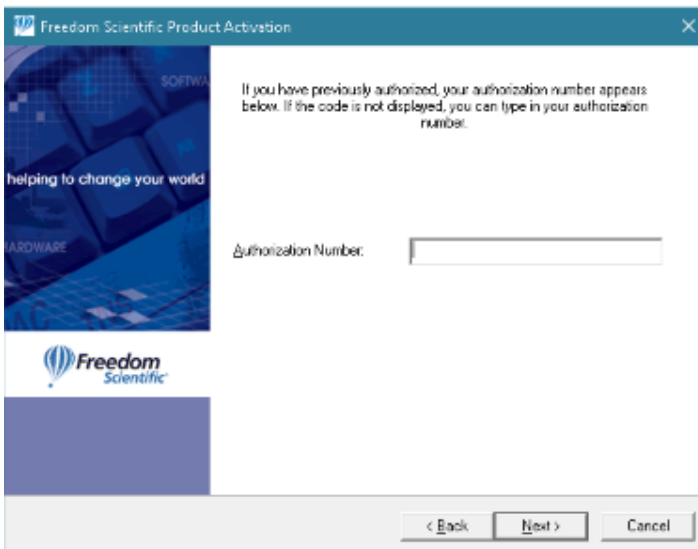 Freedom Scientific Product Activation
SOFTWA
If you have previously authorized, your authorization number appears
below. If the code is not displayed, you can type in your authorization
number.
helping to change your world
HARDWARE
Authorization Number:
Freedom
Scientific
< Back Next > Cancel